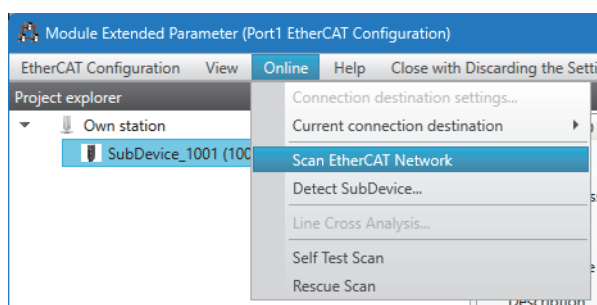 Module Extended Parameter (Port1 EtherCAT Configuration)
EtherCAT Configuration View Online Help Close with Discarding the Setti
Project explorer
Own station
SubDevice_1001 (100
Connection destination settings...
Current connection destination
Scan EtherCAT Network
Detect SubDevice...
Line Cross Analysis...
Self Test Scan
Rescue Scan
Description